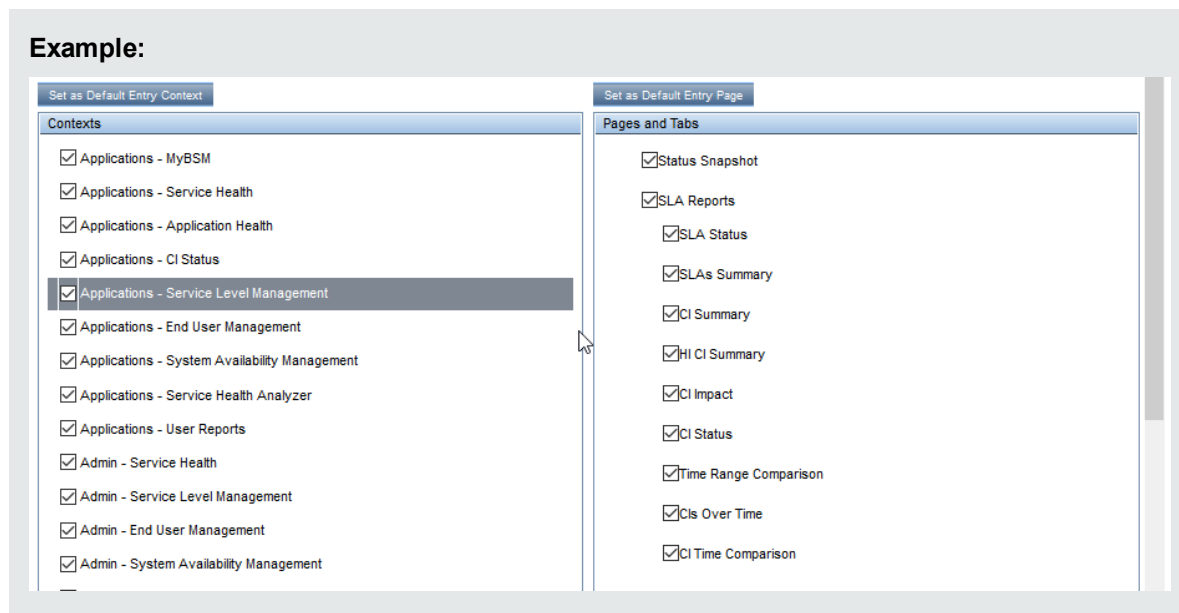 Example:
Set as Default Entry Context
Contexts
Applications - MyBSM
Applications - Service Health
Applications - Application Health
Applications - CI Status
Applications - Service Level Management
Applications - End User Management
Applications - System Availability Management
Applications - Service Health Analyzer
Applications - User Reports
Admin - Service Health
Admin - Service Level Management
Admin - End User Management
Admin - System Availability Management
Set as Default Entry Page
Pages and Tabs
Status Snapshot
SLA Reports
SLA Status
SLAs Summary
CI Summary
HI CI Summary
CI Impact
CI Status
Time Range Comparison
CIs Over Time
CI Time Comparison